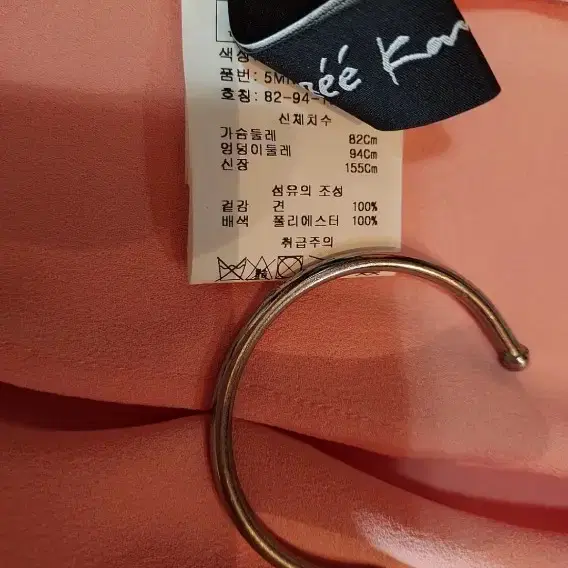 éé Kan
색상
품번: 5M
호칭: 82-94-1
신체치수
가슴둘레 82Cm
엉덩이둘레 94Cm
신장 155Cm
섬유의 조성
겉감 견 100%
배색 폴리에스터 100%
취급주의